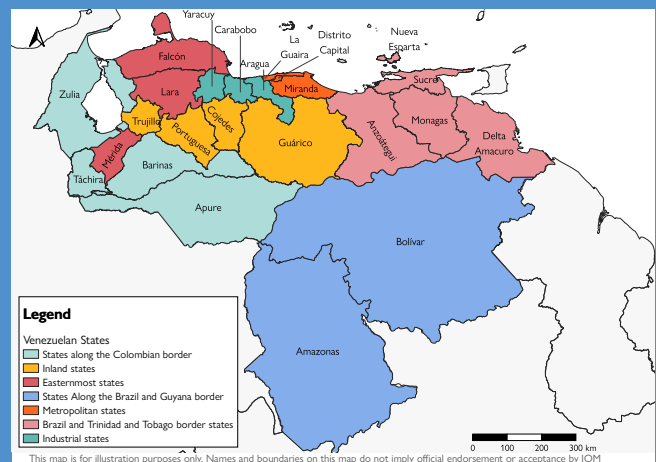 Yaracuy
Carabobo
Aragua
La
Guaira
Distrito
Capital
Nueva
Esparta
Falcón
Zulia
Lara
Miranda
Sucre
Trujillo
Portuguesa
Cojedes
Guárico
Anzoátegui
Monagas
Delta
Amacuro
Mérida
Táchira
Barinas
Apure
Bolívar
Amazonas
Legend
Venezuelan States
States along the Colombian border
Inland states
Easternmost states
States Along the Brazil and Guyana border
Metropolitan states
Brazil and Trinidad and Tobago border states
Industrial states
0 100 200 300 km
This map is for illustration purposes only. Names and boundaries on this map do not imply official endorsement or acceptance by IOM